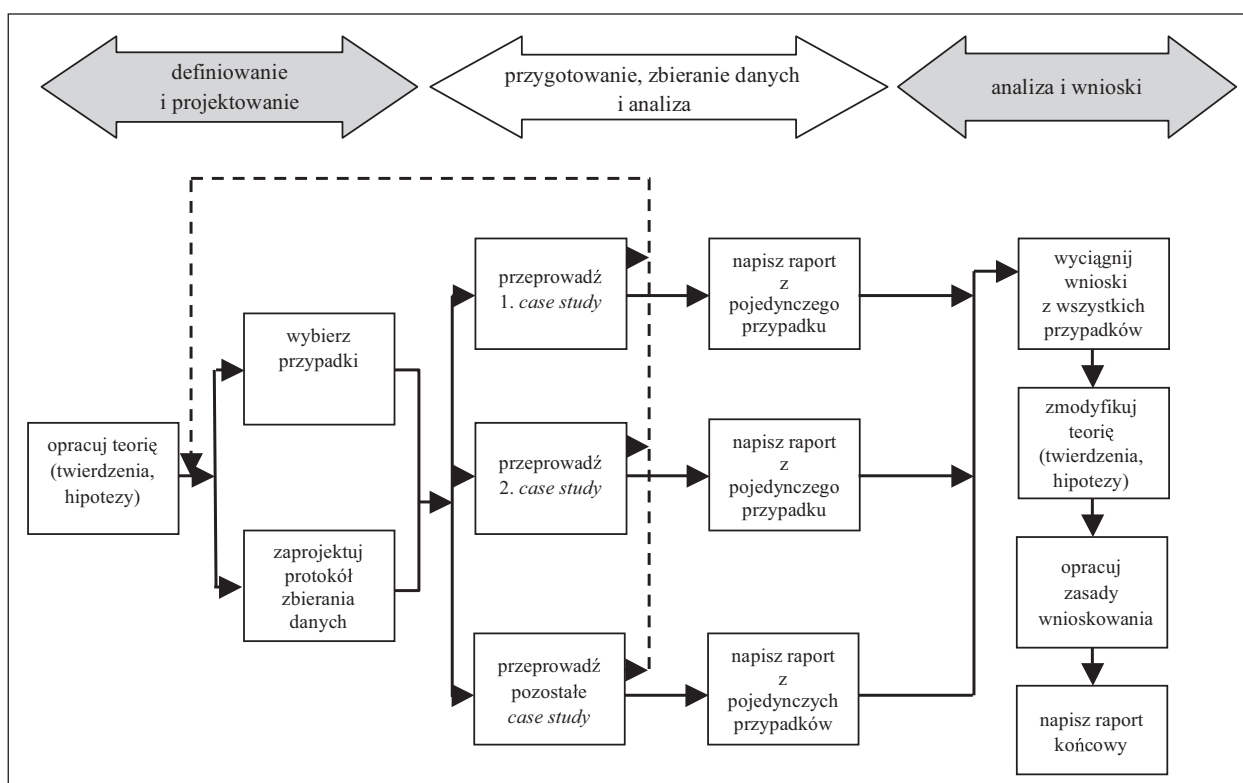 definiowanie
i projektowanie
przygotowanie, zbieranie danych
i analiza
analiza i wnioski
opracuj teorię
(twierdzenia,
hipotezy)
wybierz
przypadki
zaprojektuj
protokół
zbierania
danych
przeprowadź
1. case study
przeprowadź
2. case study
przeprowadź
pozostałe
case study
napisz raport
z
pojedynczego
przypadku
napisz raport
z
pojedynczego
przypadku
napisz raport
z
pojedynczych
przypadków
wyciągnij
wnioski
z wszystkich
przypadków
zmodyfikuj
teorię
(twierdzenia,
hipotezy)
opracuj
zasady
wnioskowania
napisz raport
końcowy